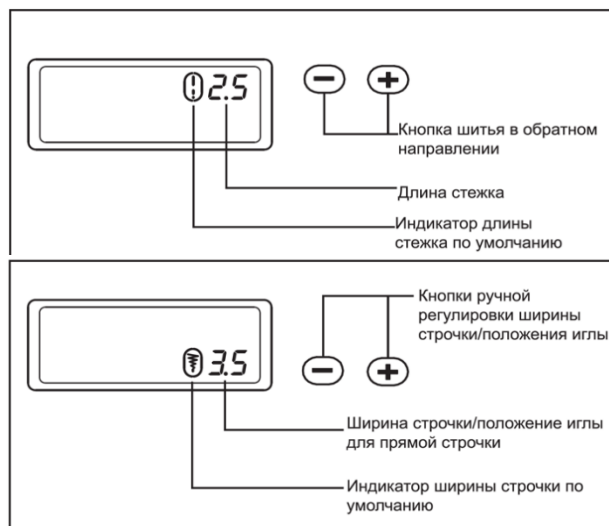 2.5
Кнопка шитья в обратном
направлении
Длина стежка
Индикатор длины
стежка по умолчанию
Кнопки ручной
регулировки ширины
строчки/положения иглы
3.5
Ширина строчки/положение иглы
для прямой строчки
Индикатор ширины строчки по
умолчанию